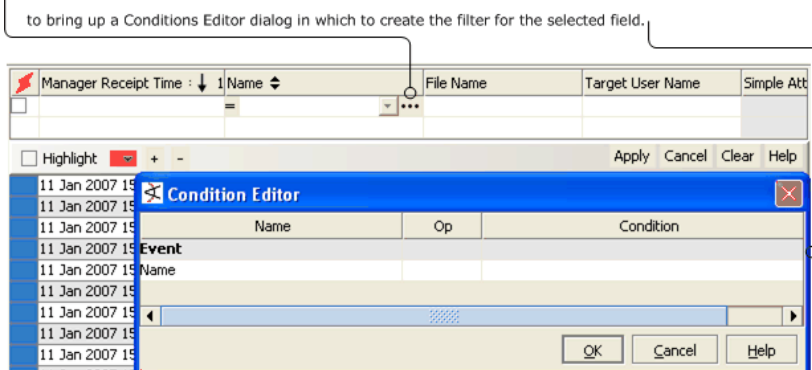 to bring up a Conditions Editor dialog in which to create the filter for the selected field.
Manager Receipt Time : ↓ 1 Name File Name Target User Name Simple Att
= •••
Highlight + - Apply Cancel Clear Help
11 Jan 2007 15
11 Jan 2007 15
11 Jan 2007 15
11 Jan 2007 15
11 Jan 2007 15
11 Jan 2007 15
11 Jan 2007 15
11 Jan 2007 15
11 Jan 2007 15
Condition Editor
Name Op Condition
Event
Name
OK Cancel Help